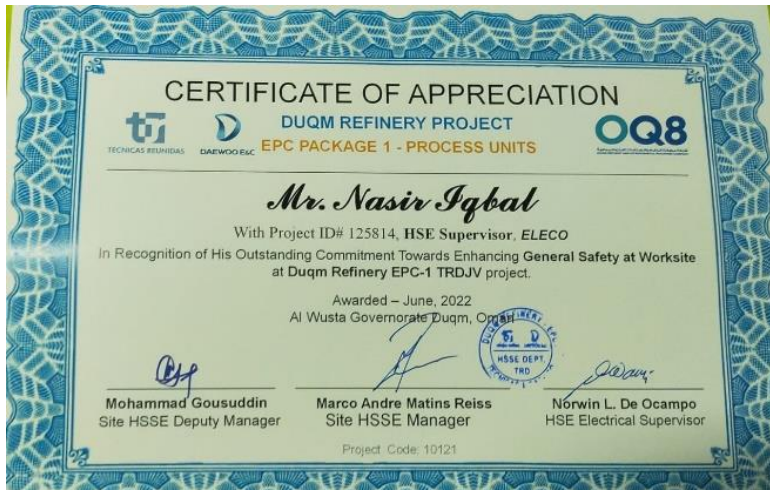 CERTIFICATE OF APPRECIATION
DUQM REFINERY PROJECT
EPC PACKAGE 1 - PROCESS UNITS
TECNICAS REUNIDAS
DAEWOO E&C
OQ8
Mr. Nasir Iqbal
With Project ID# 125814, HSE Supervisor, ELECO
In Recognition of His Outstanding Commitment Towards Enhancing General Safety at Worksite
at Duqm Refinery EPC-1 TRDJV project.
Awarded – June, 2022
Al Wusta Governorate Duqm, Oman
DUQM REFINERY - EPC
HSSE DEPT.
TRD
Mohammad Gousuddin
Site HSSE Deputy Manager
Marco Andre Matins Reiss
Site HSSE Manager
Norwin L. De Ocampo
HSE Electrical Supervisor
Project Code: 10121